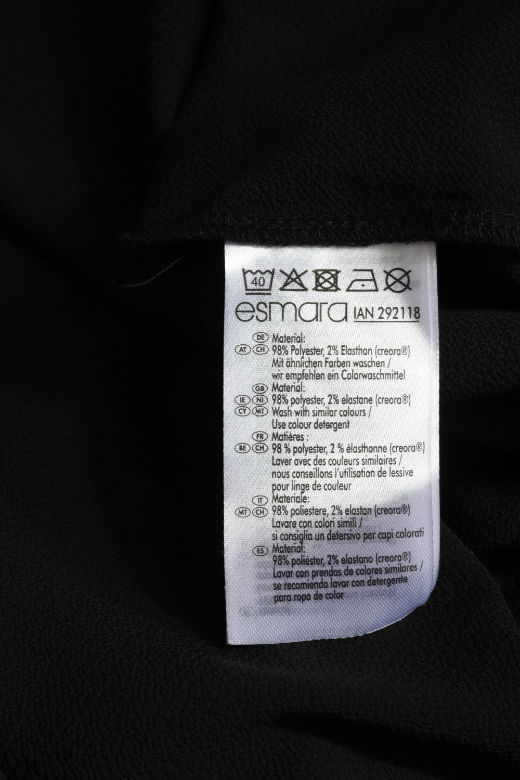 40
esmara IAN 292118
DE Material:
AT CH 98% Polyester, 2% Elasthan (creora®)
Mit ähnlichen Farben waschen /
wir empfehlen ein Colorwaschmittel
GB Material:
IE NI 98% polyester, 2% elastane (creora®)
CY MT Wash with similar colours /
Use colour detergent
FR Matières :
BE CH 98 % polyester, 2 % élasthanne (creora®)
Laver avec des couleurs similaires /
nous conseillons l'utilisation de lessive
pour linge de couleur
IT Materiale:
MT CH 98% poliestere, 2% elastan (creora®)
Lavare con colori simili /
si consiglia un detersivo per capi colorati
ES Material:
98% poliéster, 2% elastano (creora®)
Lavar con prendas de colores similares /
se recomienda lavar con detergente
para ropa de color